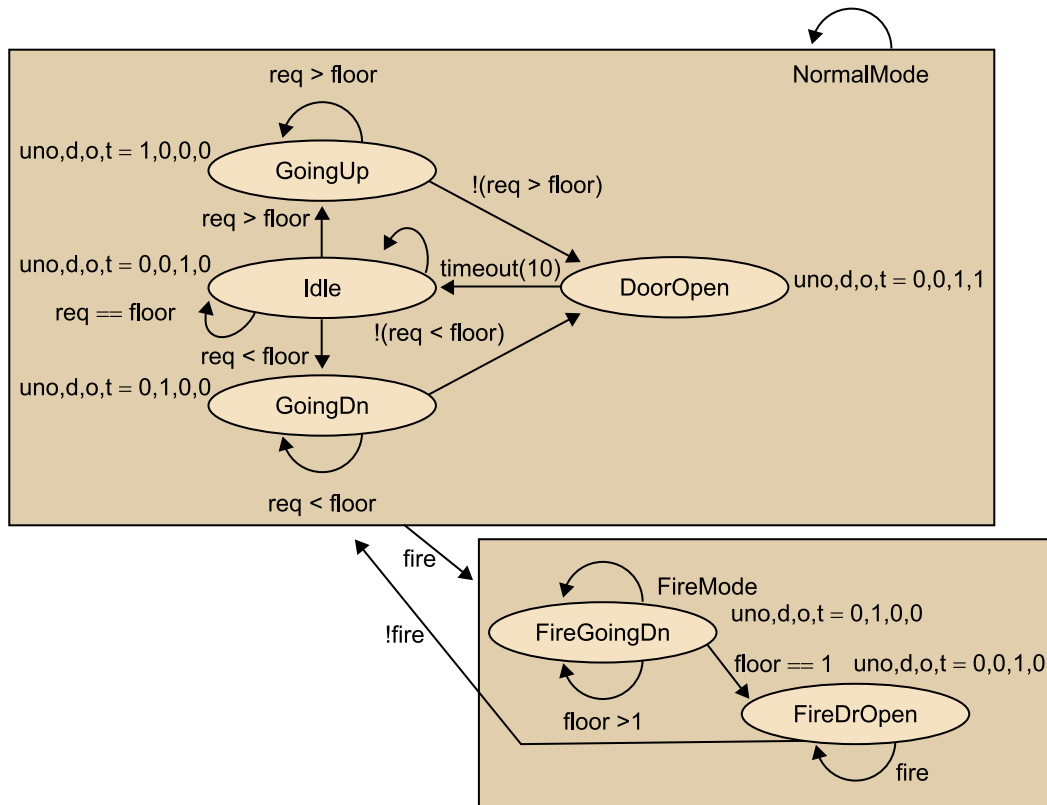 NormalMode
req > floor
uno,d,o,t = 1,0,0,0
GoingUp
!(req > floor)
req > floor
uno,d,o,t = 0,0,1,0
Idle
timeout(10)
DoorOpen
uno,d,o,t = 0,0,1,1
req == floor
!(req < floor)
req < floor
uno,d,o,t = 0,1,0,0
GoingDn
req < floor
fire
FireMode
uno,d,o,t = 0,1,0,0
!fire
FireGoingDn
floor == 1
uno,d,o,t = 0,0,1,0
floor >1
FireDrOpen
fire